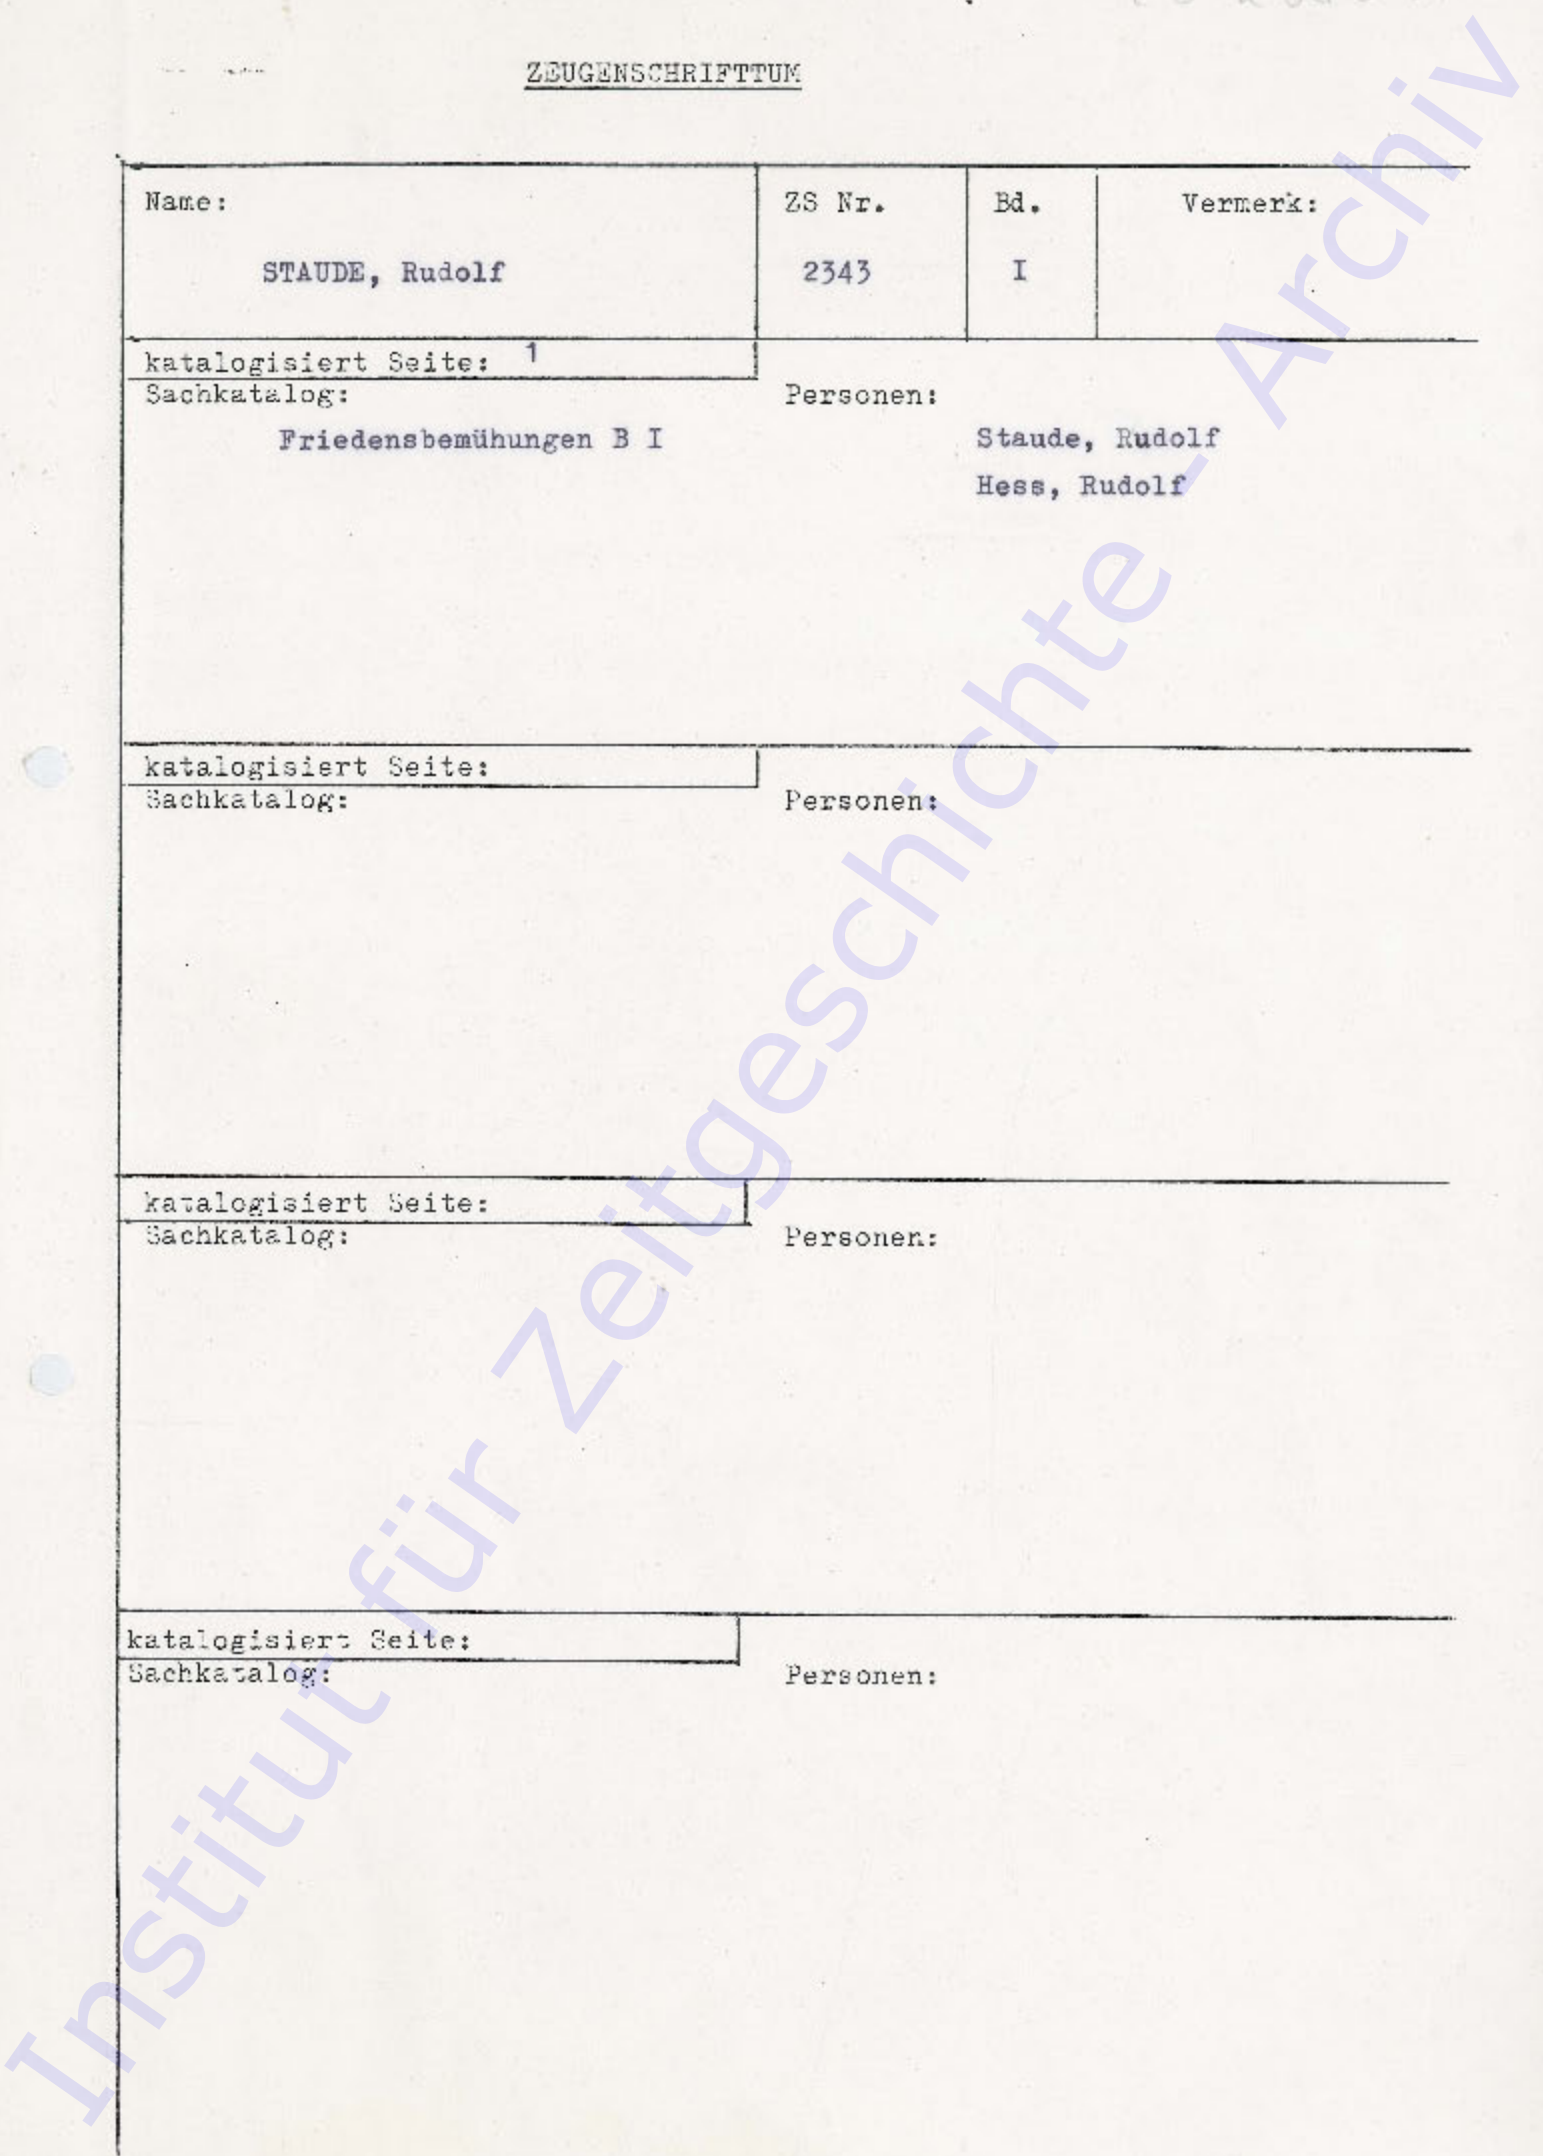 ZEUGENSCHRIFTTUM
Name: ZS Nr. Bd. Vermerk:
STAUDE, Rudolf 2343 I
katalogisiert Seite: 1
Sachkatalog: Personen:
Friedensbemühungen B I Staude, Rudolf
Hess, Rudolf
katalogisiert Seite:
Sachkatalog: Personen:
katalogisiert Seite:
Sachkatalog: Personen:
katalogisiert Seite:
Sachkatalog: Personen:
Institut für Zeitgeschichte - Archiv